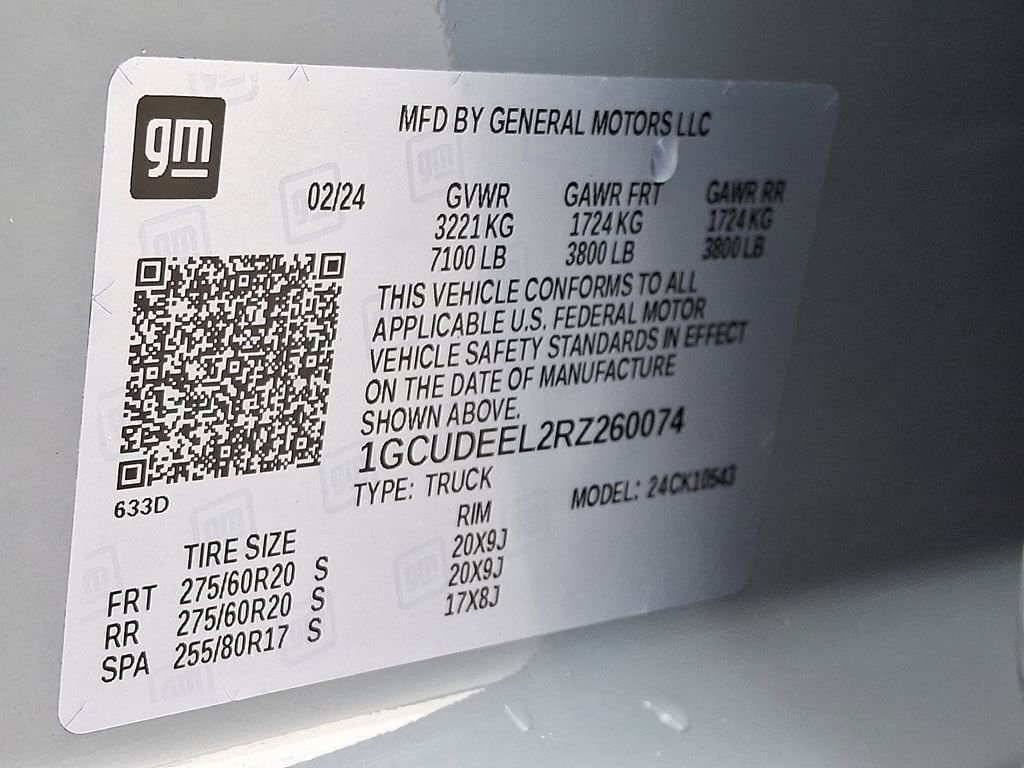 gm
MFD BY GENERAL MOTORS LLC
02/24 GVWR GAWR FRT GAWR RR
3221 KG 1724 KG 1724 KG
7100 LB 3800 LB 3800 LB
THIS VEHICLE CONFORMS TO ALL
APPLICABLE U.S. FEDERAL MOTOR
VEHICLE SAFETY STANDARDS IN EFFECT
ON THE DATE OF MANUFACTURE
SHOWN ABOVE.
1GCUDEEL2RZ260074
TYPE: TRUCK MODEL: 24CK10543
633D
TIRE SIZE RIM
FRT 275/60R20 S 20X9J
RR 275/60R20 S 20X9J
SPA 255/80R17 S 17X8J